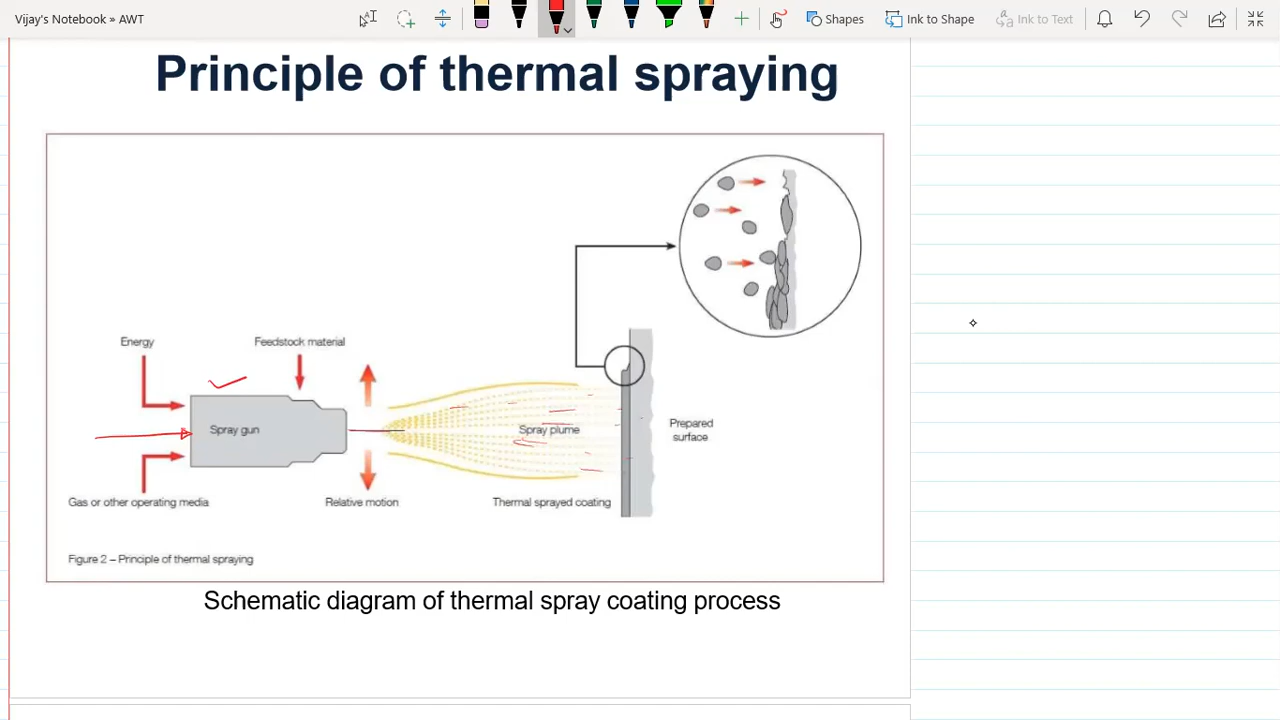 Vijay's Notebook » AWT
Shapes
Ink to Shape
Ink to Text
Principle of thermal spraying
Energy
Feedstock material
Spray gun
Spray plume
Prepared
surface
Gas or other operating media
Relative motion
Thermal sprayed coating
Figure 2 – Principle of thermal spraying
Schematic diagram of thermal spray coating process